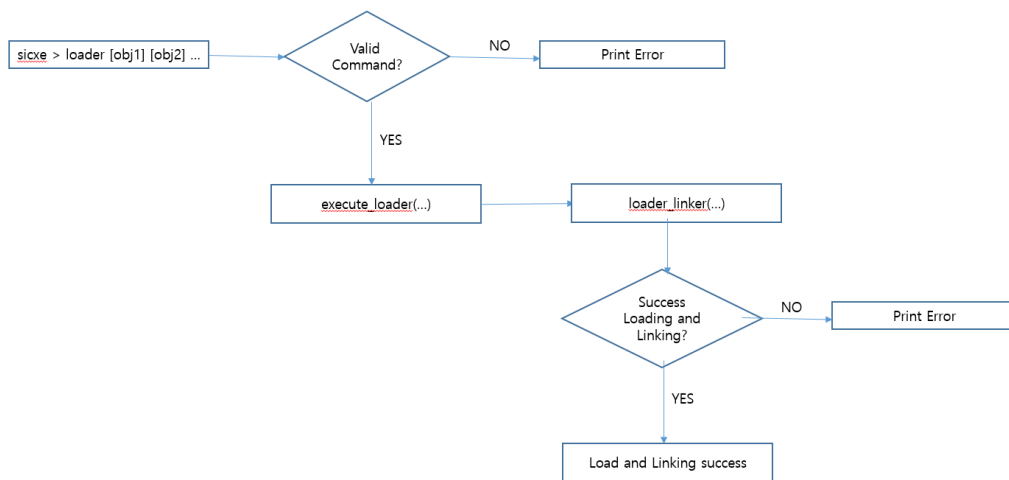 sicxe > loader [obj1] [obj2] ...
Valid
Command?
NO
Print Error
YES
execute_loader(...)
loader_linker(...)
Success
Loading and
Linking?
NO
Print Error
YES
Load and Linking success